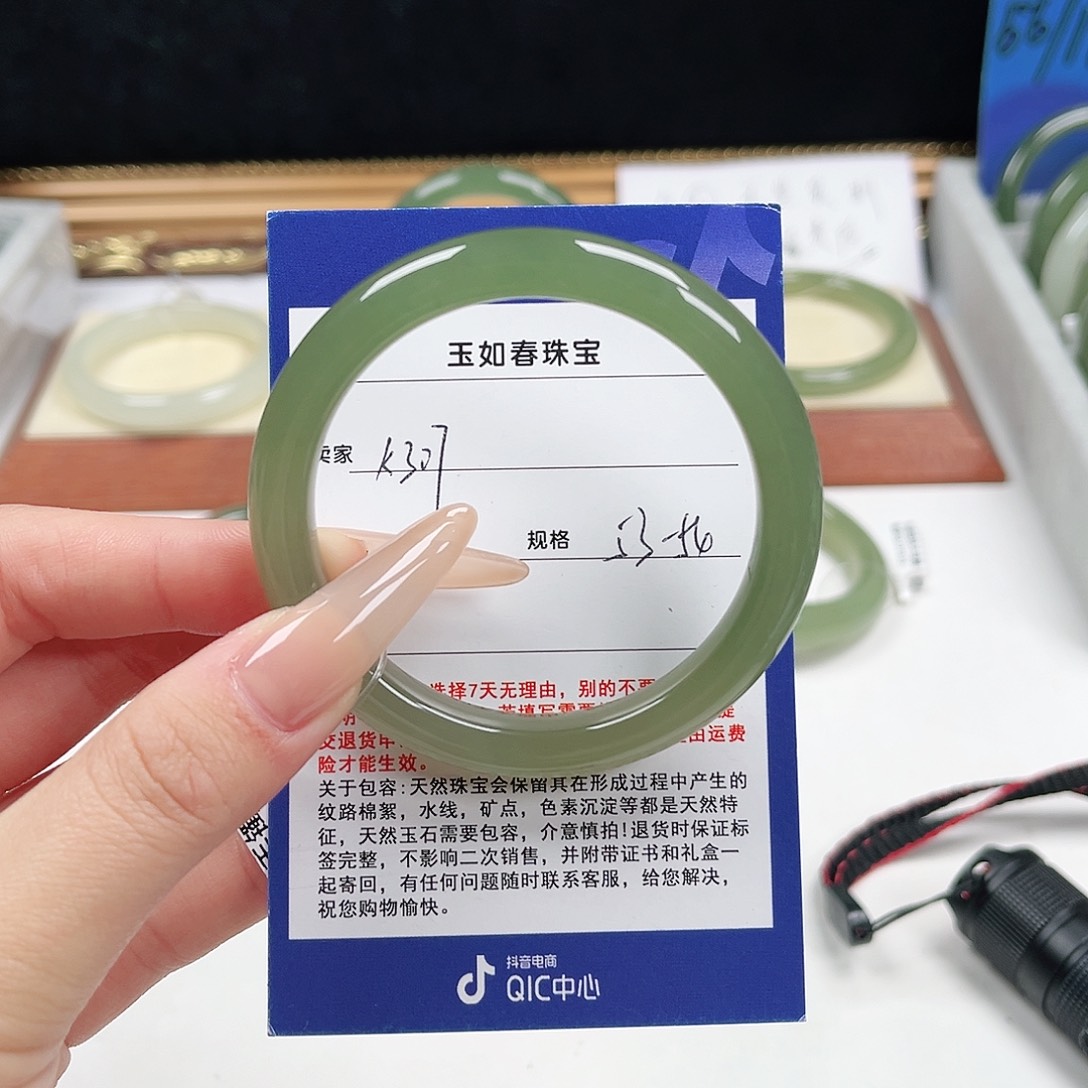 玉如春珠宝
卖家
规格 53-54
选择7天无理由，别的不要
交退货
由运费
险才能生效。
关于包容:天然珠宝会保留其在形成过程中产生的
纹路棉絮，水线，矿点，色素沉淀等都是天然特
征，天然玉石需要包容，介意慎拍!退货时保证标
签完整，不影响二次销售，并附带证书和礼盒一
起寄回，有任何问题随时联系客服，给您解决，
祝您购物愉快。
抖音电商
QIC中心